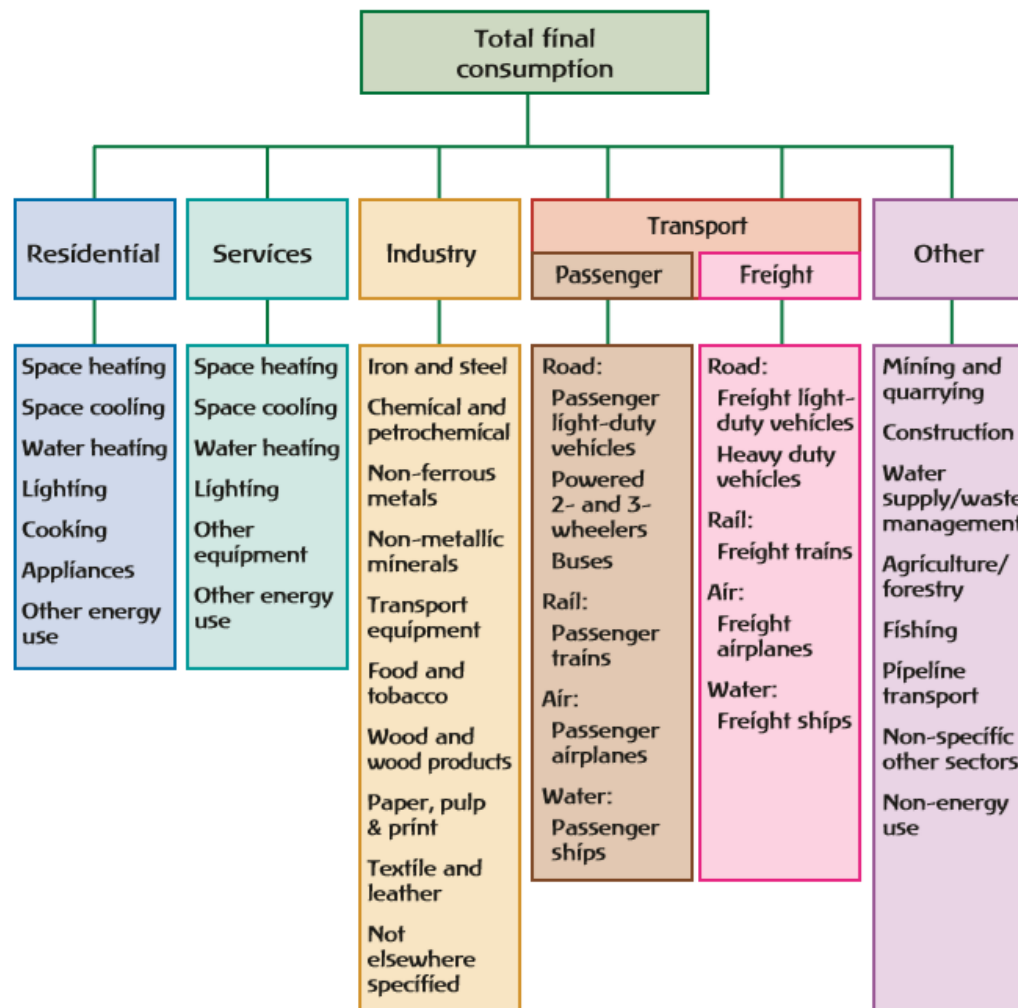 Total final
consumption
Residential
Services
Industry
Transport
Passenger
Freight
Other
Space heating
Space cooling
Water heating
Lighting
Cooking
Appliances
Other energy
use
Space heating
Space cooling
Water heating
Lighting
Other
equipment
Other energy
use
Iron and steel
Chemical and
petrochemical
Non-ferrous
metals
Non-metallic
minerals
Transport
equipment
Food and
tobacco
Wood and
wood products
Paper, pulp
& print
Textile and
leather
Not
elsewhere
specified
Road:
Passenger
light-duty
vehicles
Powered
2- and 3-
wheelers
Buses
Rail:
Passenger
trains
Air:
Passenger
airplanes
Water:
Passenger
ships
Road:
Freight light-
duty vehicles
Heavy duty
vehicles
Rail:
Freight trains
Air:
Freight
airplanes
Water:
Freight ships
Mining and
quarrying
Construction
Water
supply/waste
management
Agriculture/
forestry
Fishing
Pipeline
transport
Non-specific
other sectors
Non-energy
use